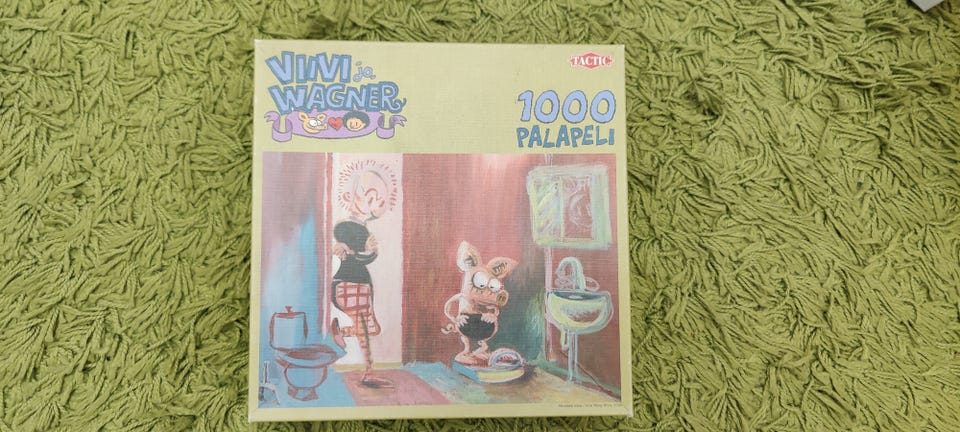 VIIVI ja
WAGNER
TACTIC
1000
PALAPELI